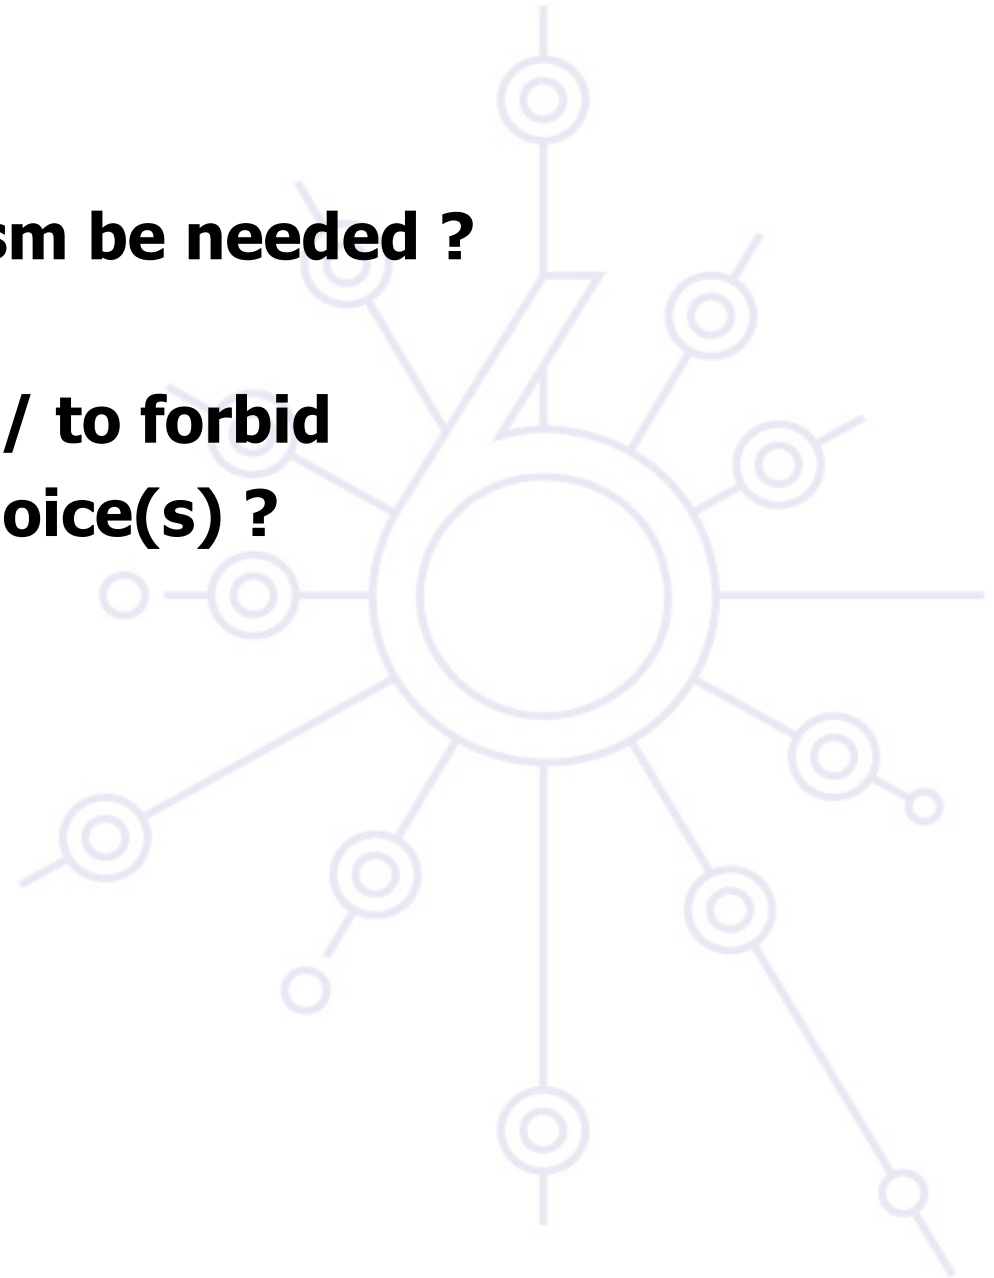 sm be needed ?
/ to forbid
oice(s) ?